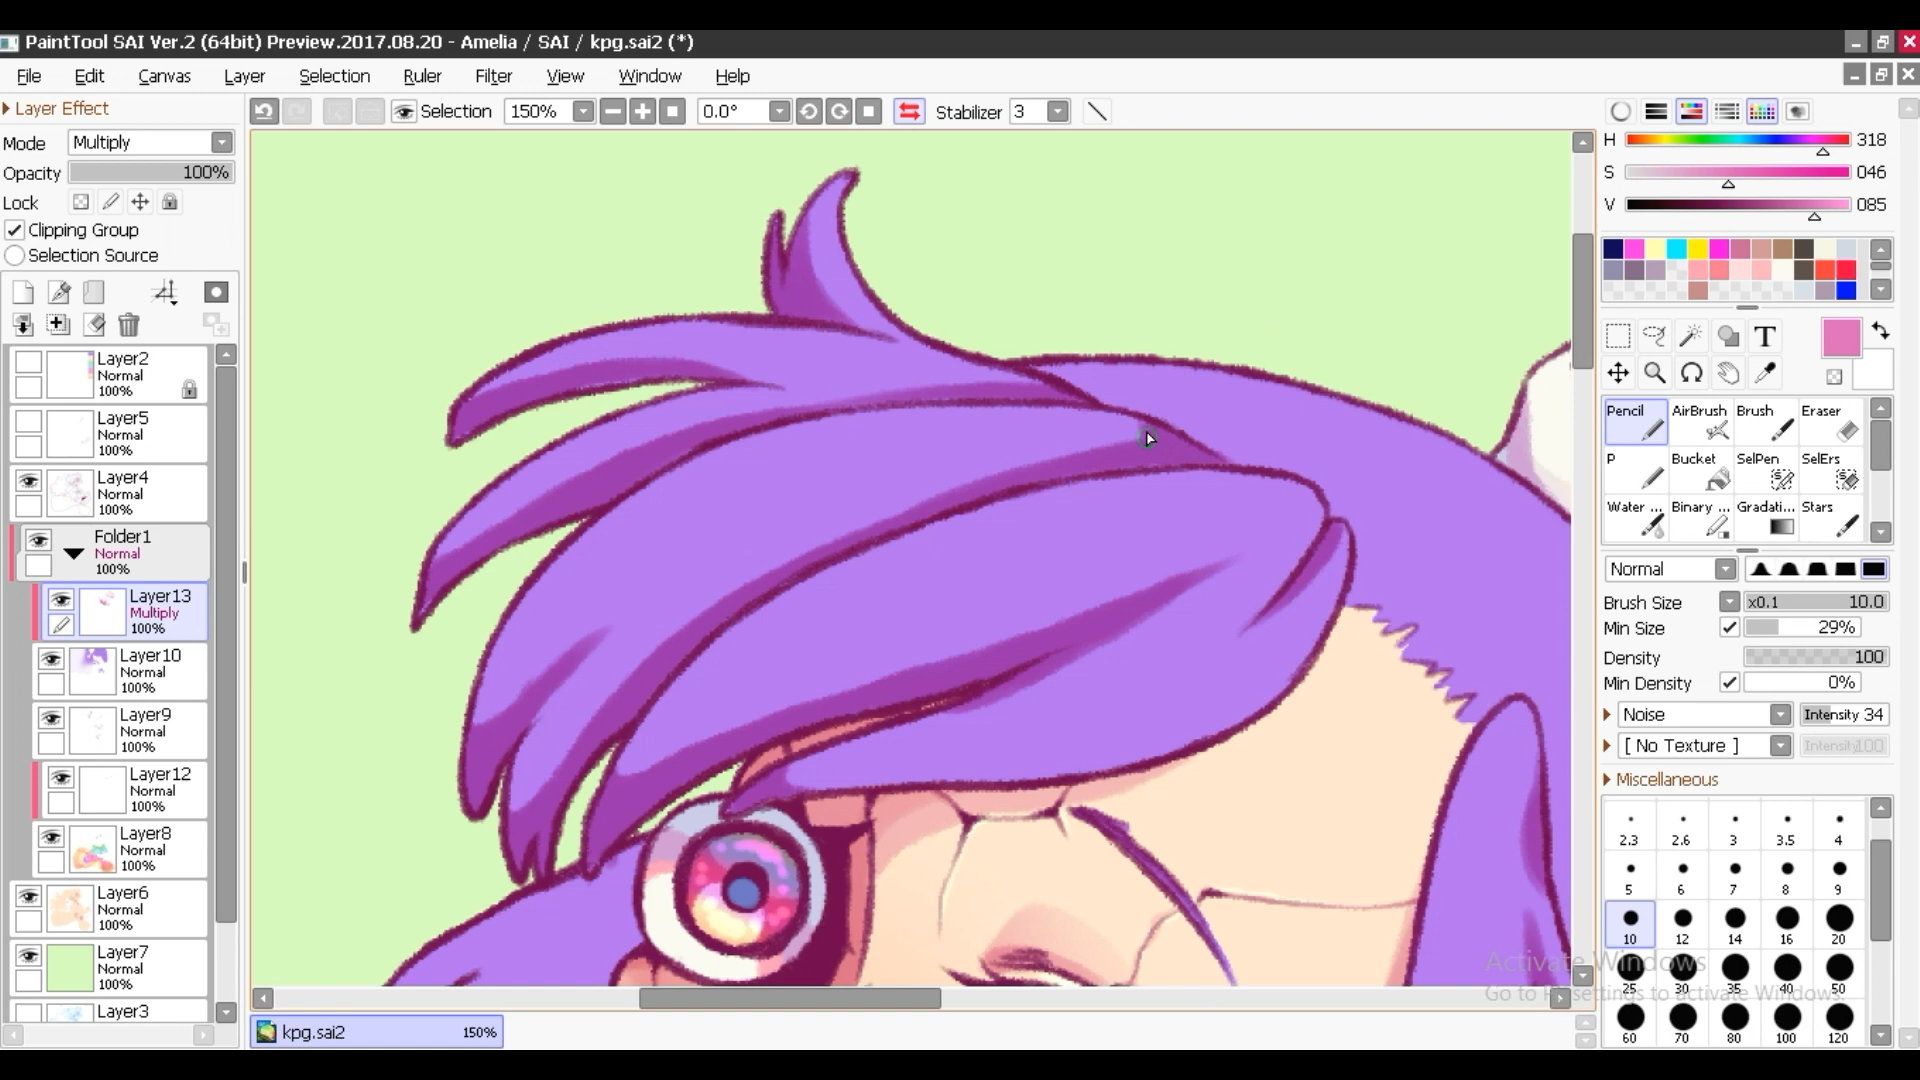 PaintTool SAI Ver.2 (64bit) Preview.2017.08.20 - Amelia / SAI / kpg.sai2 (*)
File Edit Canvas Layer Selection Ruler Filter View Window Help
Layer Effect
Mode Multiply
Opacity 100%
Lock
Clipping Group
Selection Source
Selection 150% 0.0° Stabilizer 3
Layer2
Normal
100%
Layer5
Normal
100%
Layer4
Normal
100%
Folder1
Normal
100%
Layer13
Multiply
100%
Layer10
Normal
100%
Layer9
Normal
100%
Layer12
Normal
100%
Layer8
Normal
100%
Layer6
Normal
100%
Layer7
Normal
100%
Layer3
kpg.sai2 150%
H 318
S 046
V 085
T
Pencil AirBrush Brush Eraser
P Bucket SelPen SelErs
Water ... Binary ... Gradati... Stars
Normal
Brush Size x0.1 10.0
Min Size 29%
Density 100
Min Density 0%
Noise Intensity 34
[ No Texture ] Intensity 100
Miscellaneous
2.3 2.6 3 3.5 4
5 6 7 8 9
10 12 14 16 20
25 30 35 40 50
60 70 80 100 120
Activate Windows
Go to PC settings to activate Windows.